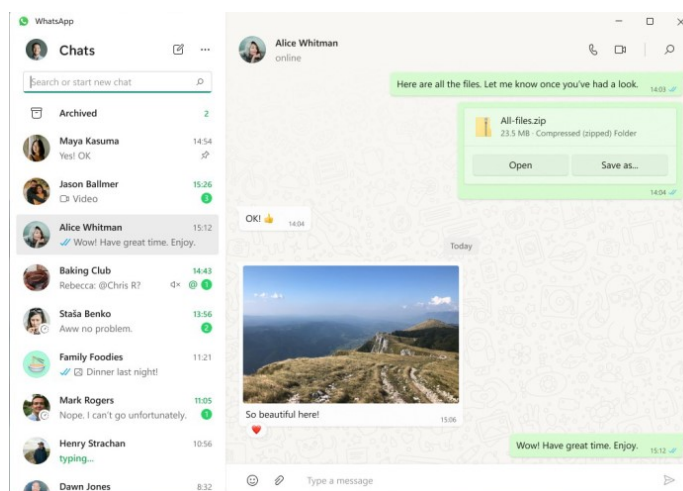 WhatsApp
Chats
Search or start new chat
Archived 2
Maya Kasuma 14:54
Yes! OK
Jason Ballmer 15:26
Video 3
Alice Whitman 15:12
Wow! Have great time. Enjoy.
Baking Club 14:43
Rebecca: @Chris R? @ 1
Staša Benko 13:56
Aww no problem. 2
Family Foodies 11:21
Dinner last night!
Mark Rogers 11:05
Nope. I can't go unfortunately. 1
Henry Strachan 10:56
typing...
Dawn Jones 8:32
Alice Whitman
online
Here are all the files. Let me know once you've had a look. 14:03
All-files.zip
23.5 MB · Compressed (zipped) Folder
Open Save as...
14:04
OK! 👍 14:04
Today
So beautiful here! 15:06
Wow! Have great time. Enjoy. 15:12
Type a message